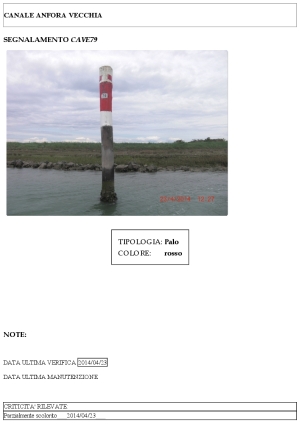 CANALE ANFORA VECCHIA
SEGNALAMENTO CAVE79
TIPOLOGIA: Palo
COLORE: rosso
NOTE:
DATA ULTIMA VERIFICA 2014/04/23
DATA ULTIMA MANUTENZIONE
CRITICITA' RILEVATE
Parzialmente scolorito 2014/04/23